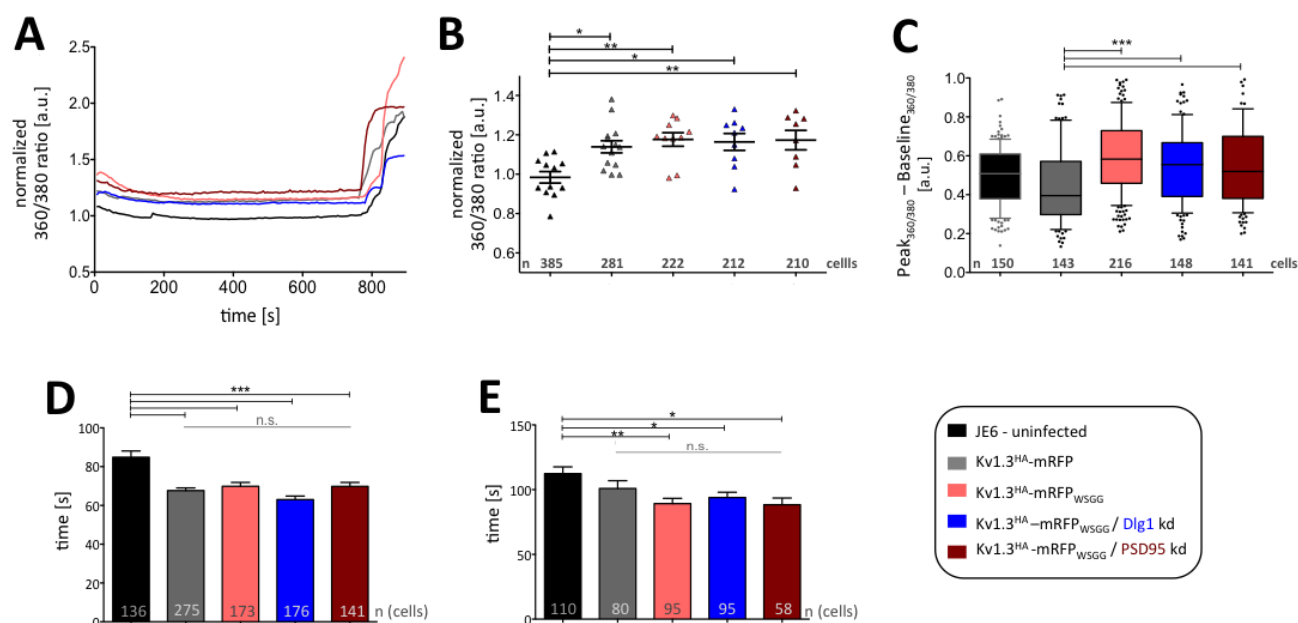 A
normalized
360/380 ratio [a.u.]
2.5
2.0
1.5
1.0
0.5
0 200 400 600 800
time [s]
B
*
**
*
**
normalized
360/380 ratio [a.u.]
1.4
1.2
1.0
0.8
0.6
n 385 281 222 212 210 cellls
C
***
Peak360/380 – Baseline360/380
[a.u.]
1.0
0.8
0.6
0.4
0.2
0.0
n 150 143 216 148 141 cells
D
***
n.s.
time [s]
100
80
60
40
20
0
136 275 173 176 141 n (cells)
E
*
*
**
n.s.
time [s]
150
100
50
0
110 80 95 95 58 n (cells)
JE6 - uninfected
Kv1.3HA-mRFP
Kv1.3HA-mRFPWSGG
Kv1.3HA–mRFPWSGG / Dlg1 kd
Kv1.3HA-mRFPWSGG / PSD95 kd